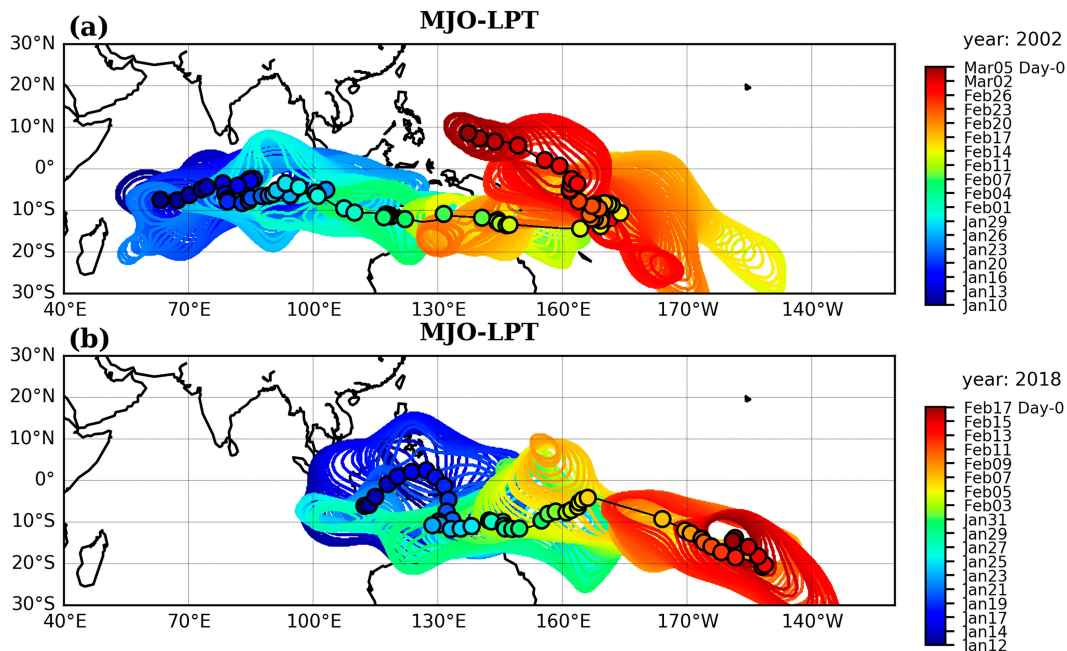 (a)
MJO-LPT
year: 2002
30°N
20°N
10°N
0°
10°S
20°S
30°S
40°E
70°E
100°E
130°E
160°E
170°W
140°W
Mar05 Day-0
Mar02
Feb26
Feb23
Feb20
Feb17
Feb14
Feb11
Feb07
Feb04
Feb01
Jan29
Jan26
Jan23
Jan20
Jan16
Jan13
Jan10
(b)
MJO-LPT
year: 2018
30°N
20°N
10°N
0°
10°S
20°S
30°S
40°E
70°E
100°E
130°E
160°E
170°W
140°W
Feb17 Day-0
Feb15
Feb13
Feb11
Feb09
Feb07
Feb05
Feb03
Jan31
Jan29
Jan27
Jan25
Jan23
Jan21
Jan19
Jan17
Jan14
Jan12